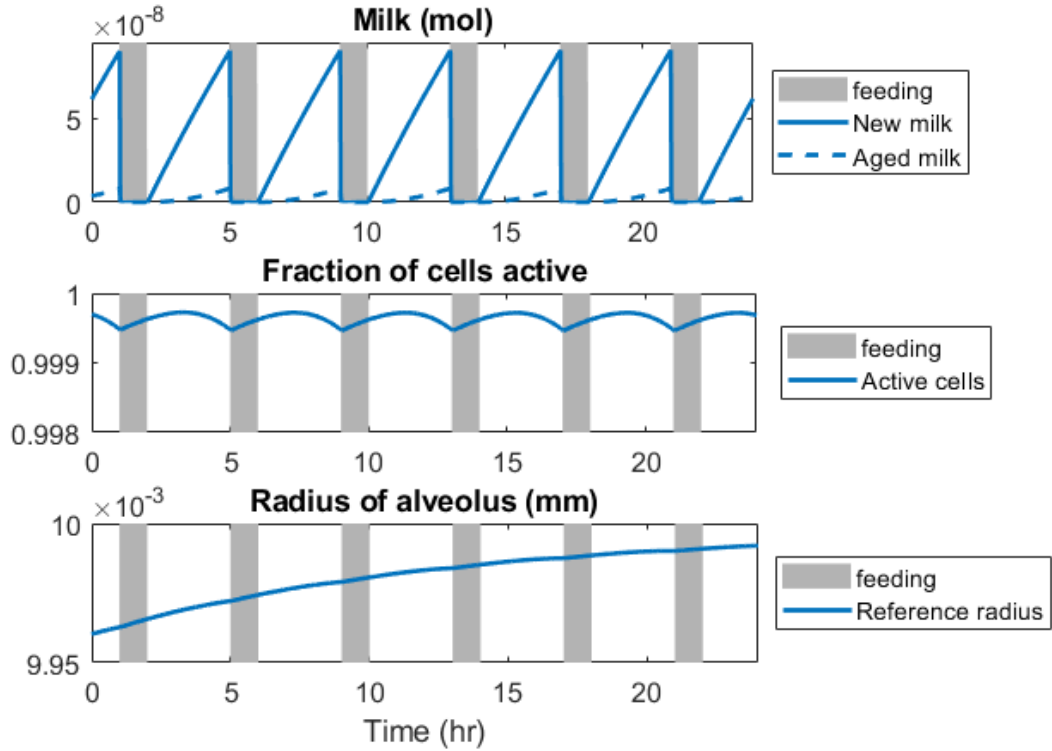 ×10⁻⁸
Milk (mol)
5
0
0 5 10 15 20
feeding
New milk
Aged milk
Fraction of cells active
1
0.999
0.998
0 5 10 15 20
feeding
Active cells
×10⁻³
Radius of alveolus (mm)
10
9.95
0 5 10 15 20
Time (hr)
feeding
Reference radius